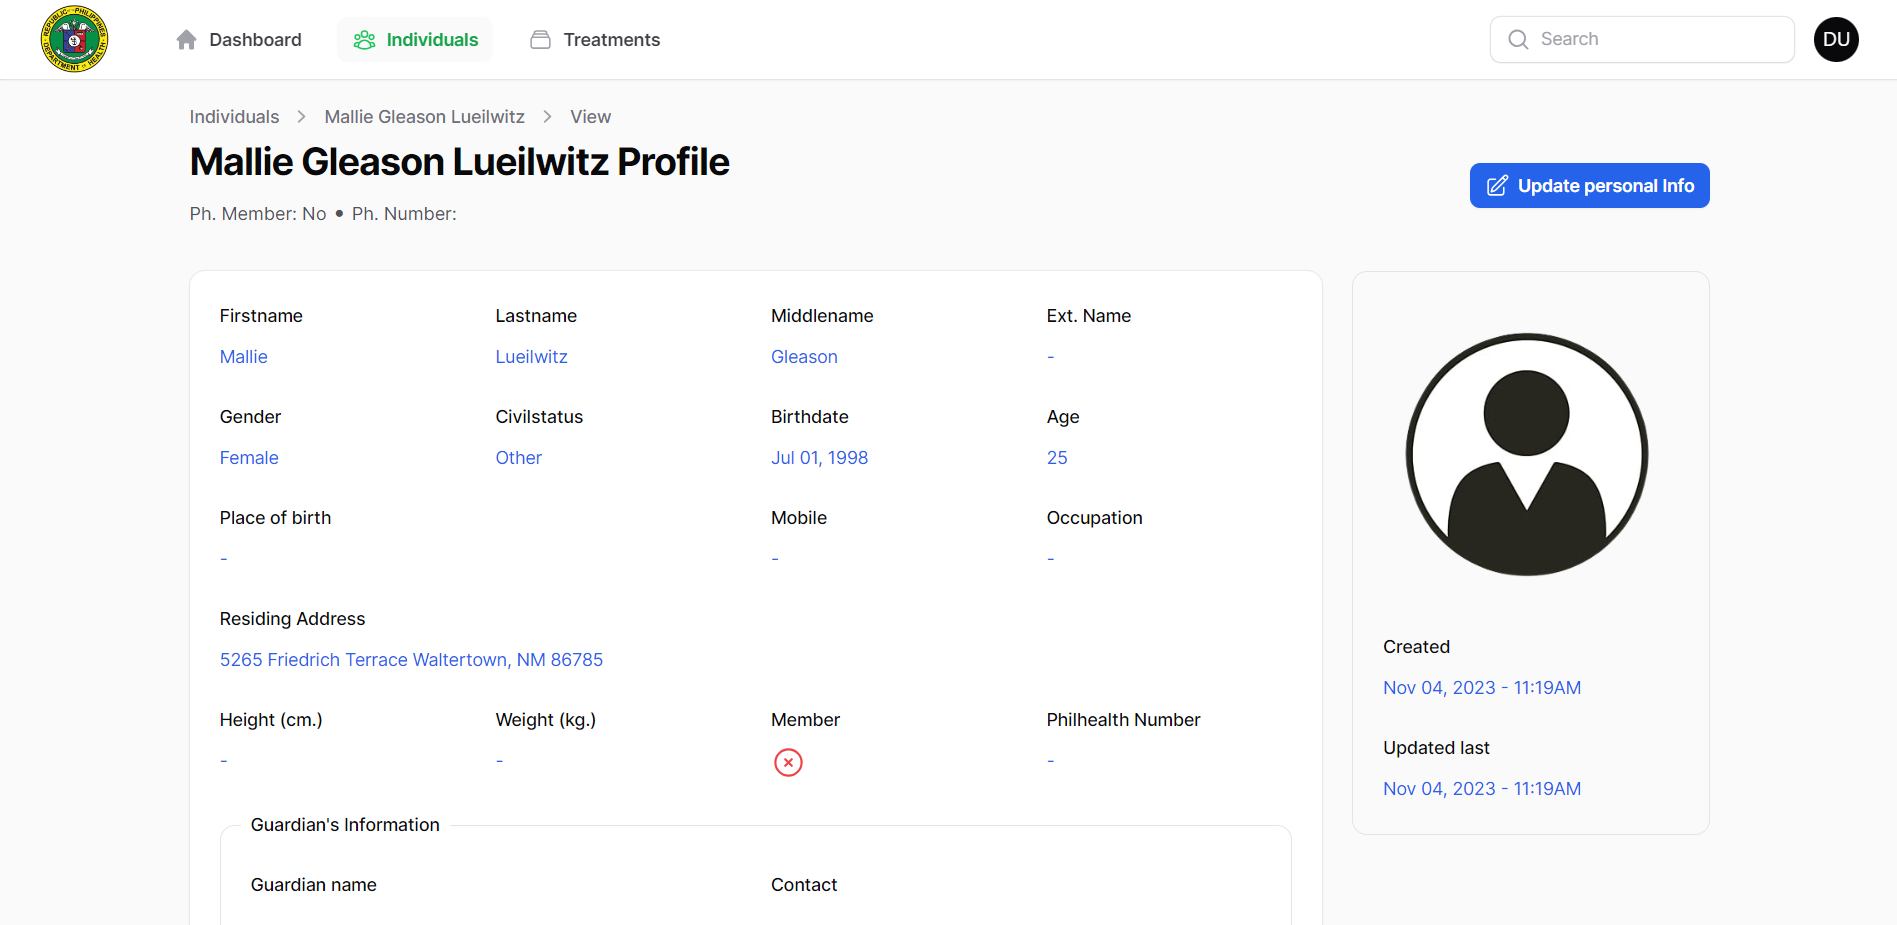 REPUBLIC OF THE PHILIPPINES
DEPARTMENT OF HEALTH
Dashboard
Individuals
Treatments
Search
DU
Individuals > Mallie Gleason Lueilwitz > View
Mallie Gleason Lueilwitz Profile
Update personal Info
Ph. Member: No • Ph. Number:
Firstname Lastname Middlename Ext. Name
Mallie Lueilwitz Gleason -
Gender Civilstatus Birthdate Age
Female Other Jul 01, 1998 25
Place of birth Mobile Occupation
- - -
Residing Address
5265 Friedrich Terrace Waltertown, NM 86785
Height (cm.) Weight (kg.) Member Philhealth Number
- - -
Guardian's Information
Guardian name Contact
Created
Nov 04, 2023 - 11:19AM
Updated last
Nov 04, 2023 - 11:19AM